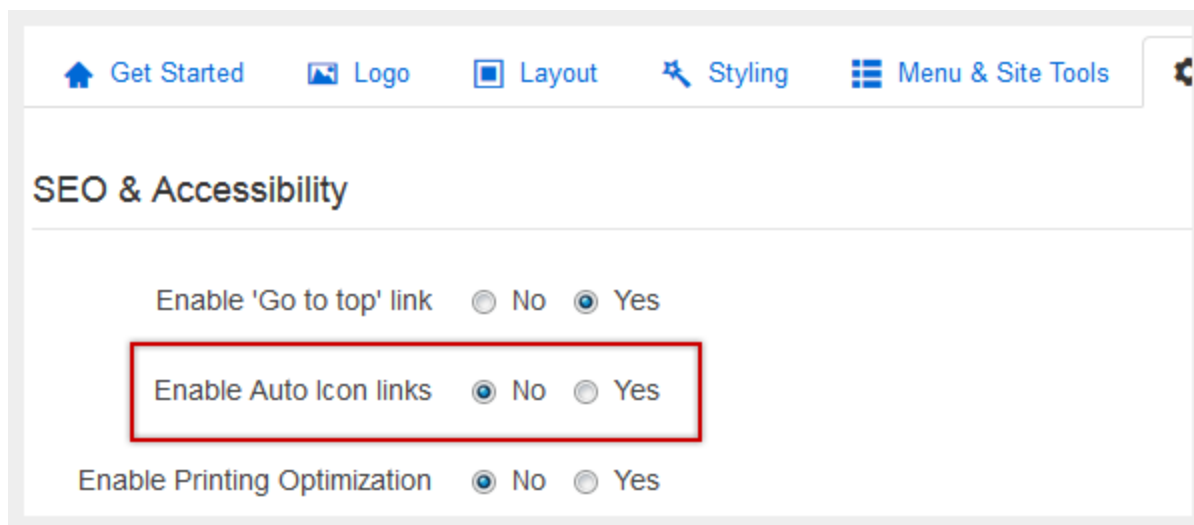 Get Started Logo Layout Styling Menu & Site Tools
SEO & Accessibility
Enable 'Go to top' link No Yes
Enable Auto Icon links No Yes
Enable Printing Optimization No Yes